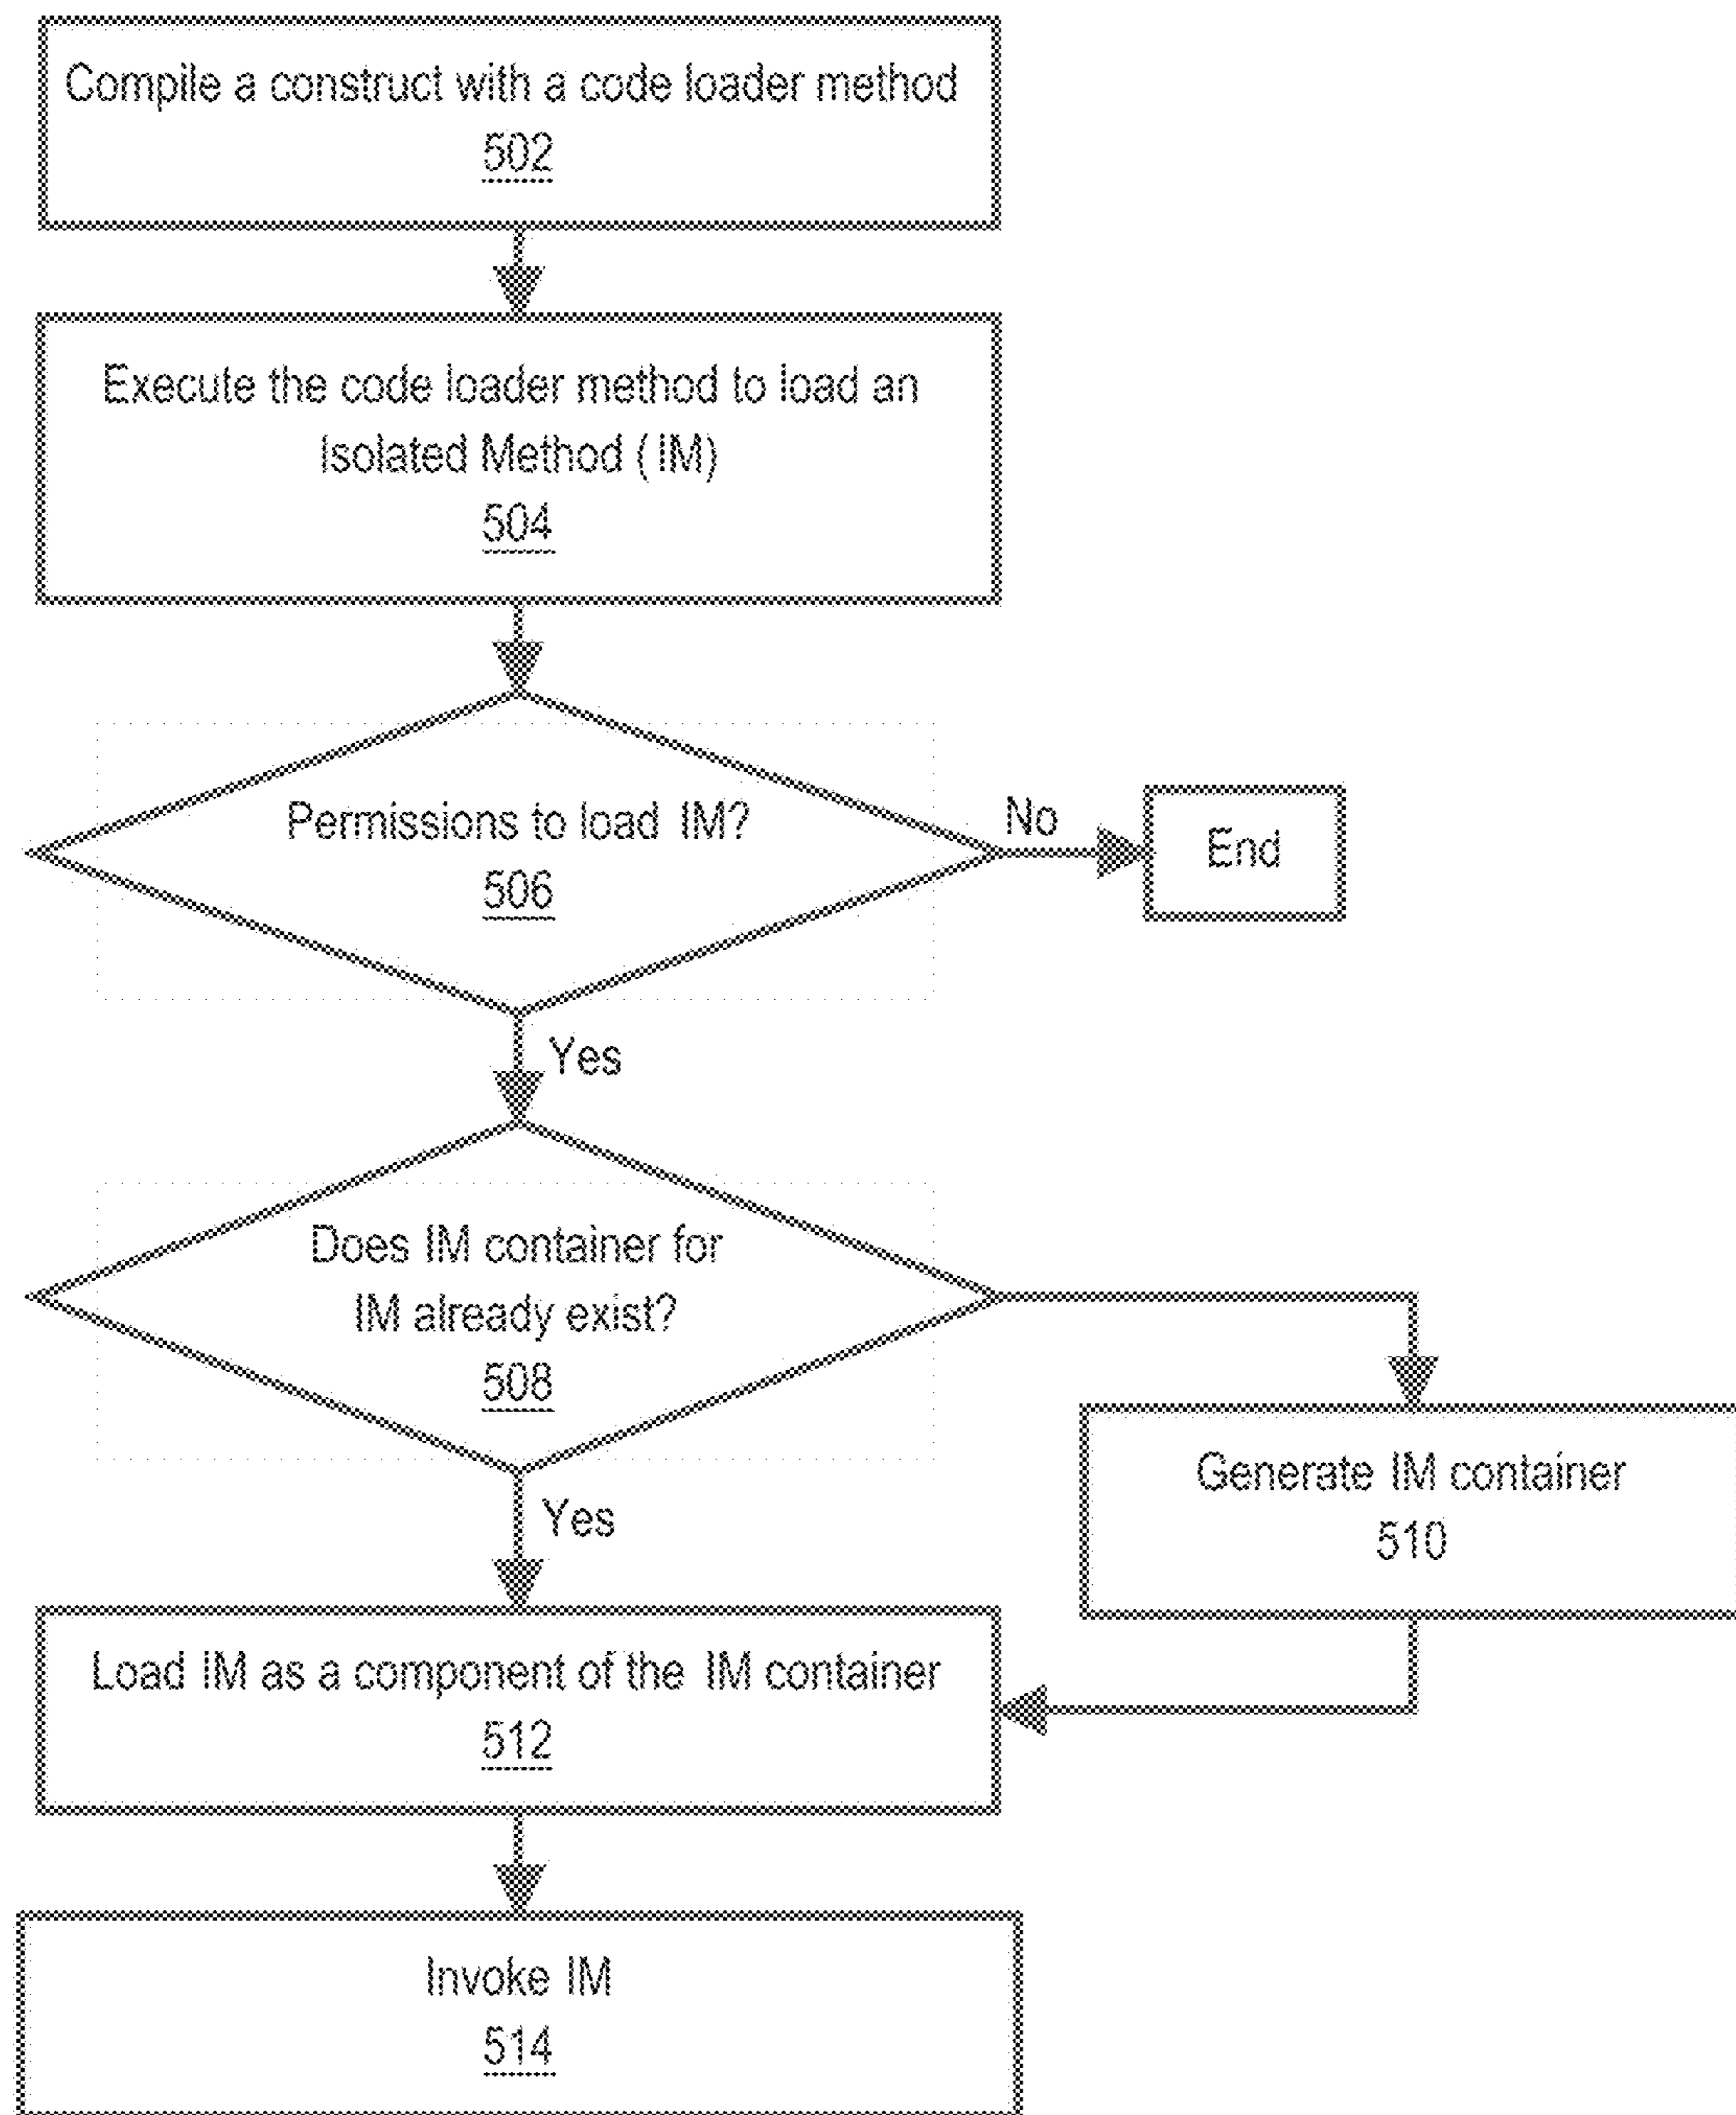 Compile a construct with a code loader method
502
Execute the code loader method to load an
Isolated Method (IM)
504
Permissions to load IM?
506
No
End
Yes
Does IM container for
IM already exist?
508
Generate IM container
510
Yes
Load IM as a component of the IM container
512
Invoke IM
514